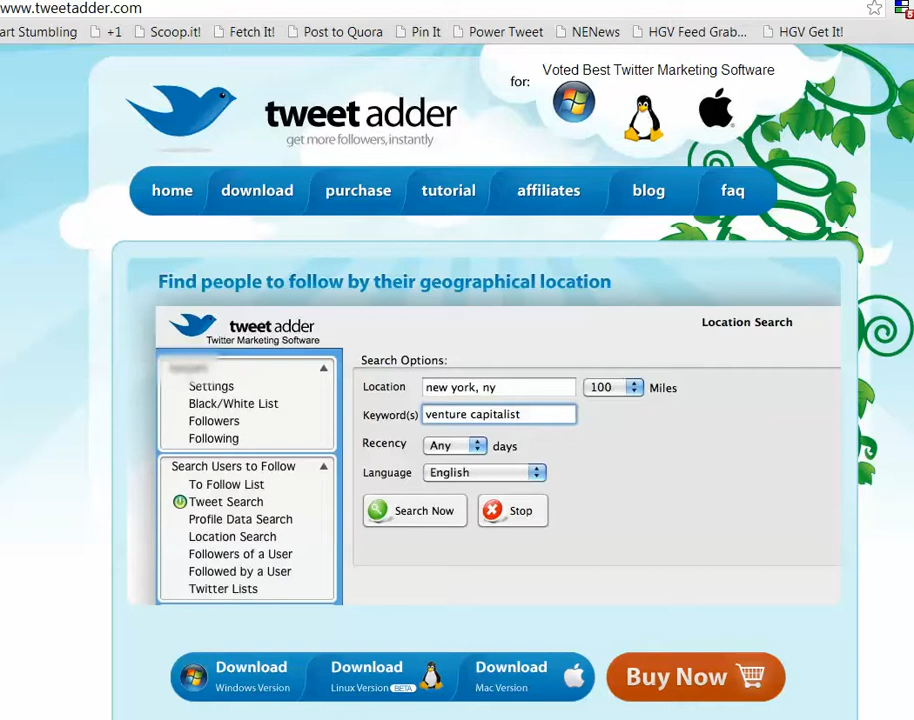 www.tweetadder.com
art Stumbling +1 Scoop.it! Fetch It! Post to Quora Pin It Power Tweet NENews HGV Feed Grab... HGV Get It!
Voted Best Twitter Marketing Software
for:
tweet adder
get more followers, instantly
home download purchase tutorial affiliates blog faq
Find people to follow by their geographical location
tweet adder
Twitter Marketing Software
Location Search
Settings
Black/White List
Followers
Following
Search Users to Follow
To Follow List
Tweet Search
Profile Data Search
Location Search
Followers of a User
Followed by a User
Twitter Lists
Search Options:
Location new york, ny 100 Miles
Keyword(s) venture capitalist
Recency Any days
Language English
Search Now Stop
Download
Windows Version
Download
Linux Version BETA
Download
Mac Version
Buy Now